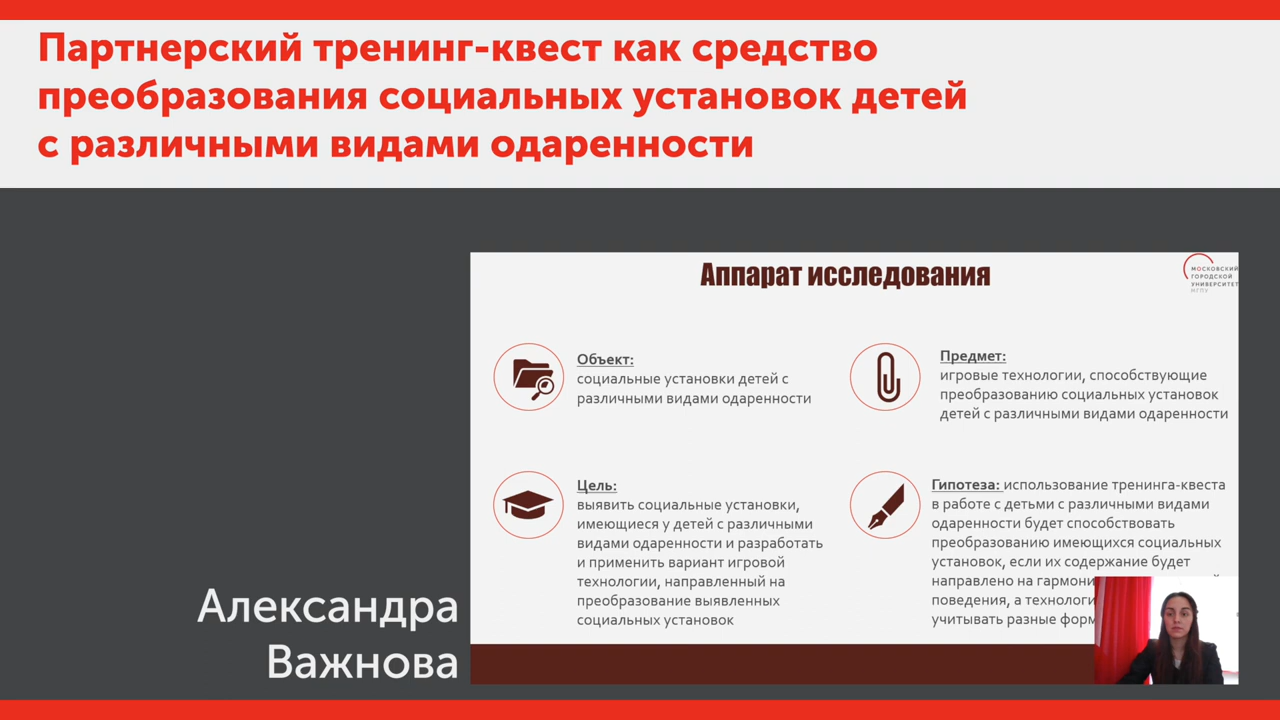 Партнерский тренинг-квест как средство
преобразования социальных установок детей
с различными видами одаренности
Аппарат исследования
МОСКОВСКИЙ
ГОРОДСКОЙ
УНИВЕРСИТЕТ
МГПУ
Объект:
социальные установки детей с
различными видами одаренности
Предмет:
игровые технологии, способствующие
преобразованию социальных установок
детей с различными видами одаренности
Цель:
выявить социальные установки,
имеющиеся у детей с различными
видами одаренности и разработать
и применить вариант игровой
технологии, направленный на
преобразование выявленных
социальных установок
Гипотеза: использование тренинга-квеста
в работе с детьми с различными видами
одаренности будет способствовать
преобразованию имеющихся социальных
установок, если их содержание будет
направлено на
поведения, а
учитывать разные
Александра
Важнова